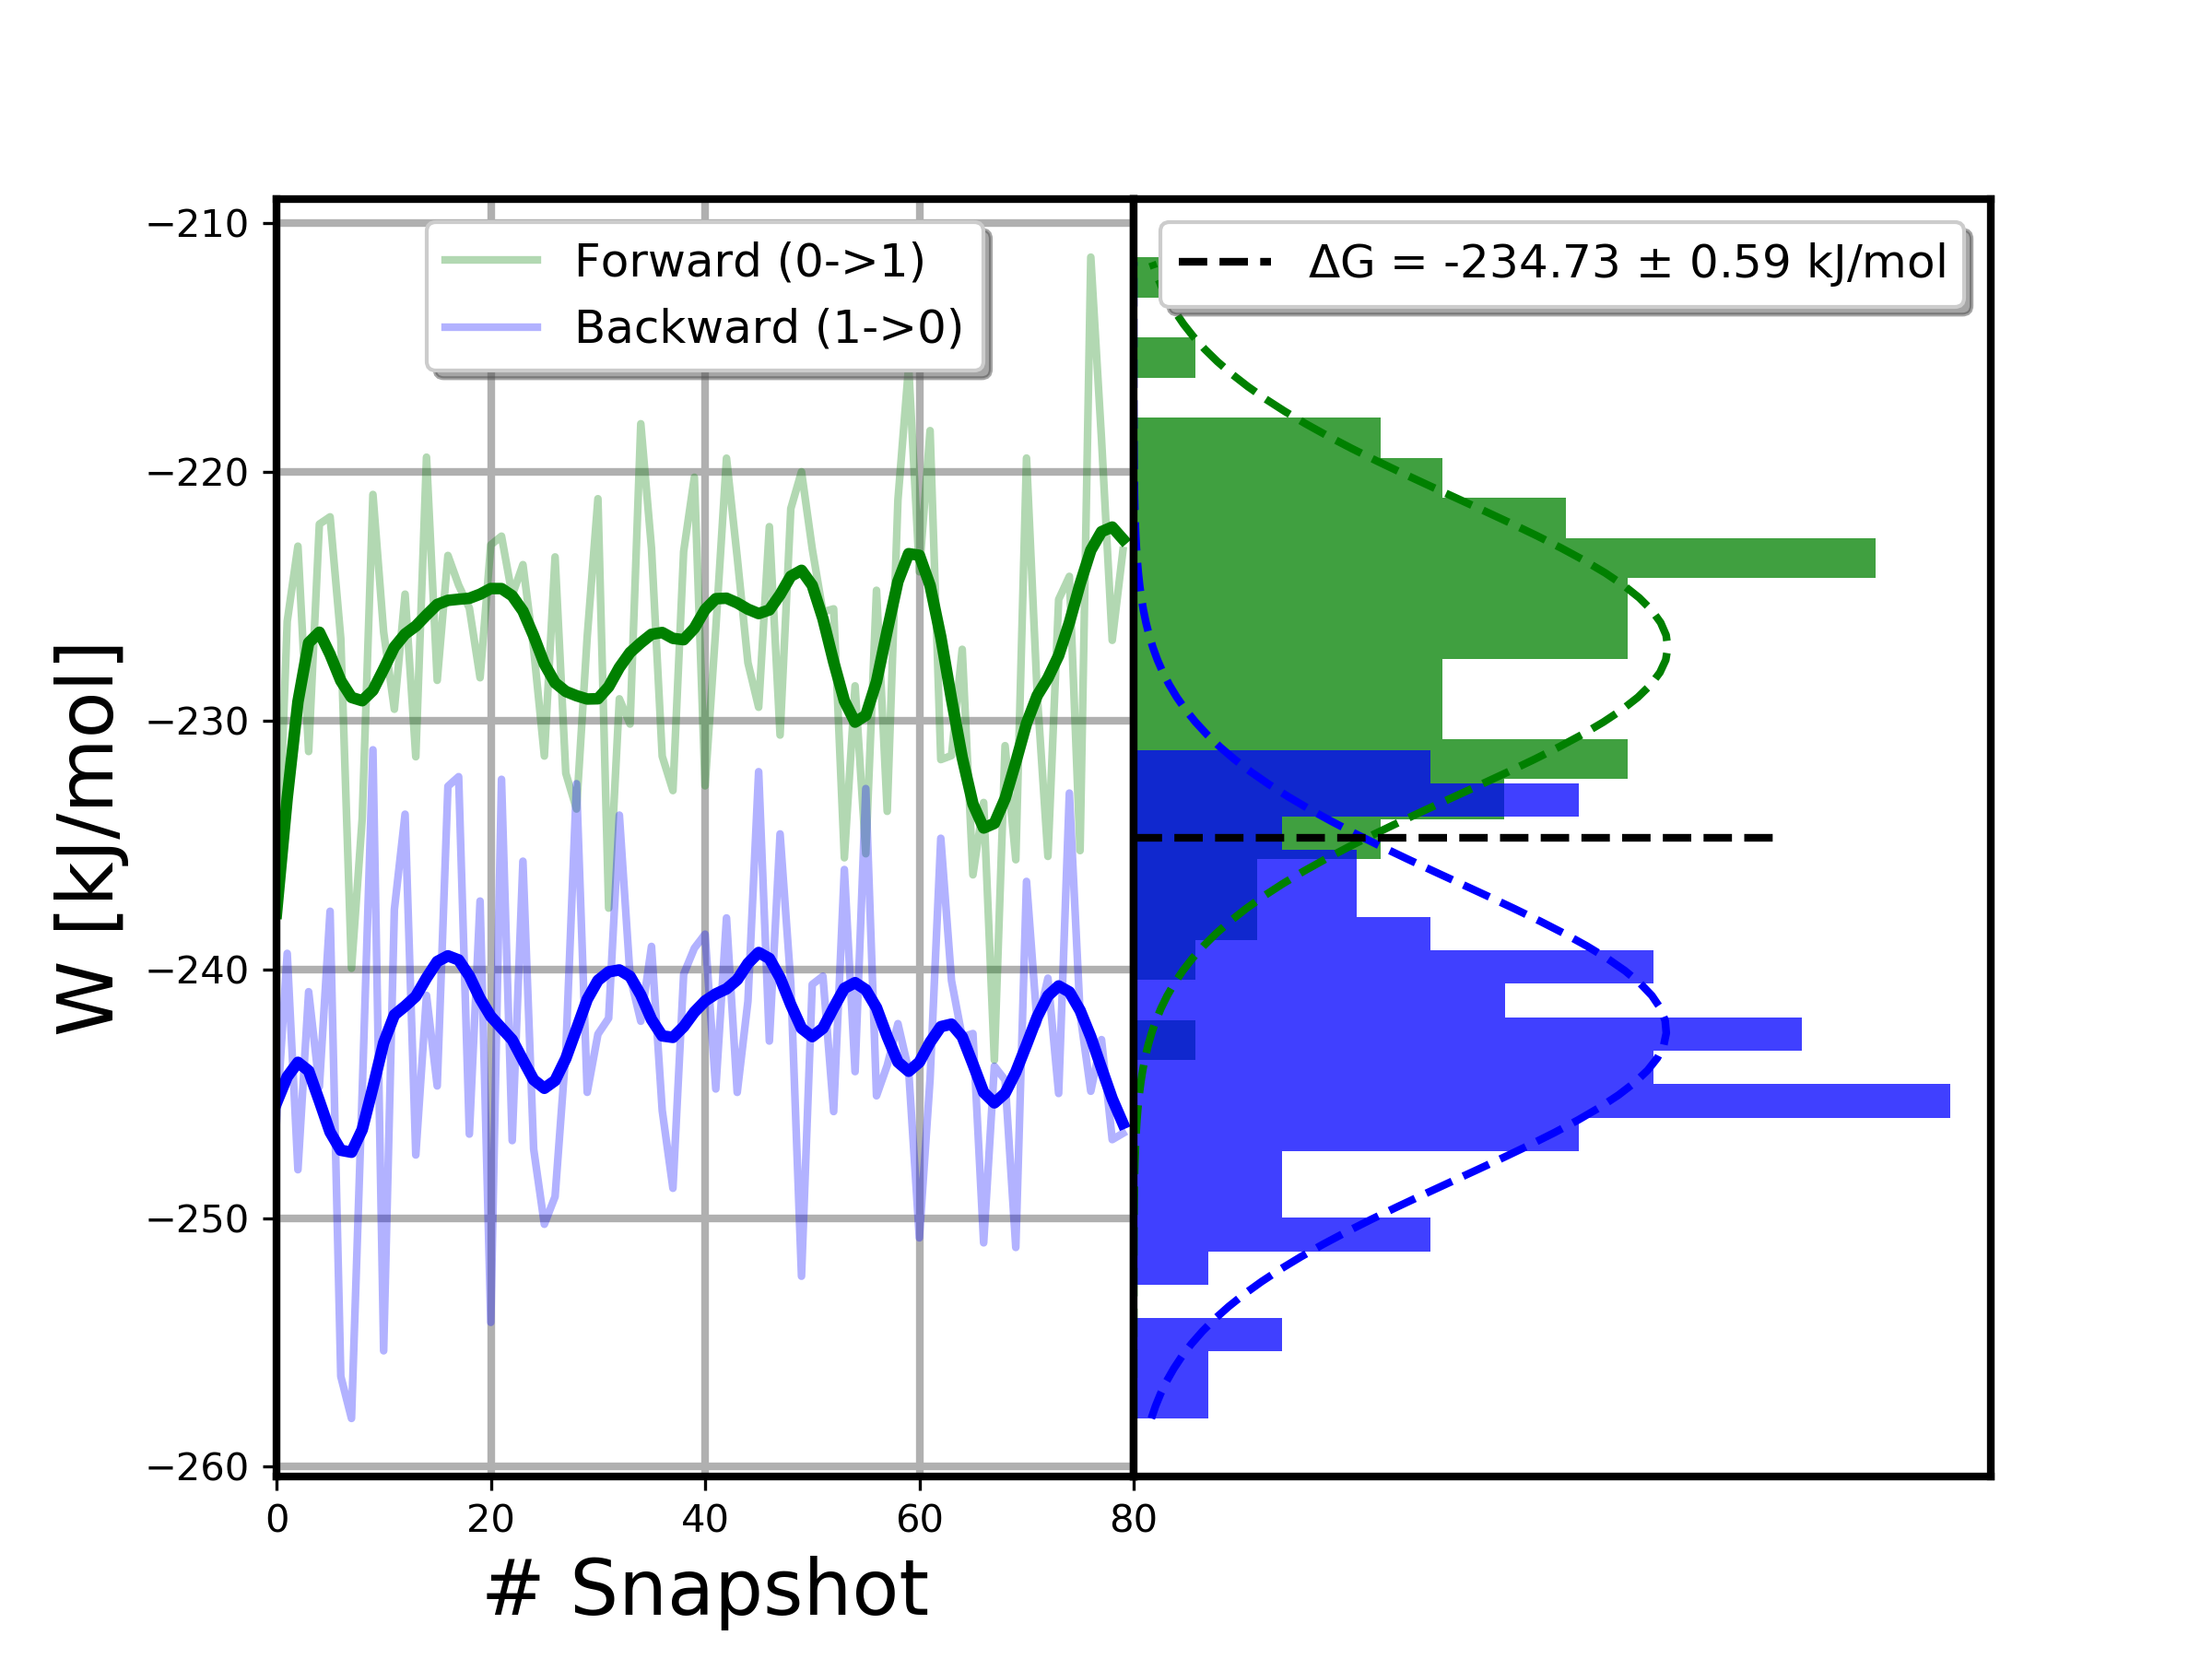 Forward (0->1)
Backward (1->0)
ΔG = -234.73 ± 0.59 kJ/mol
W [kJ/mol]
−210
−220
−230
−240
−250
−260
0 20 40 60 80
# Snapshot